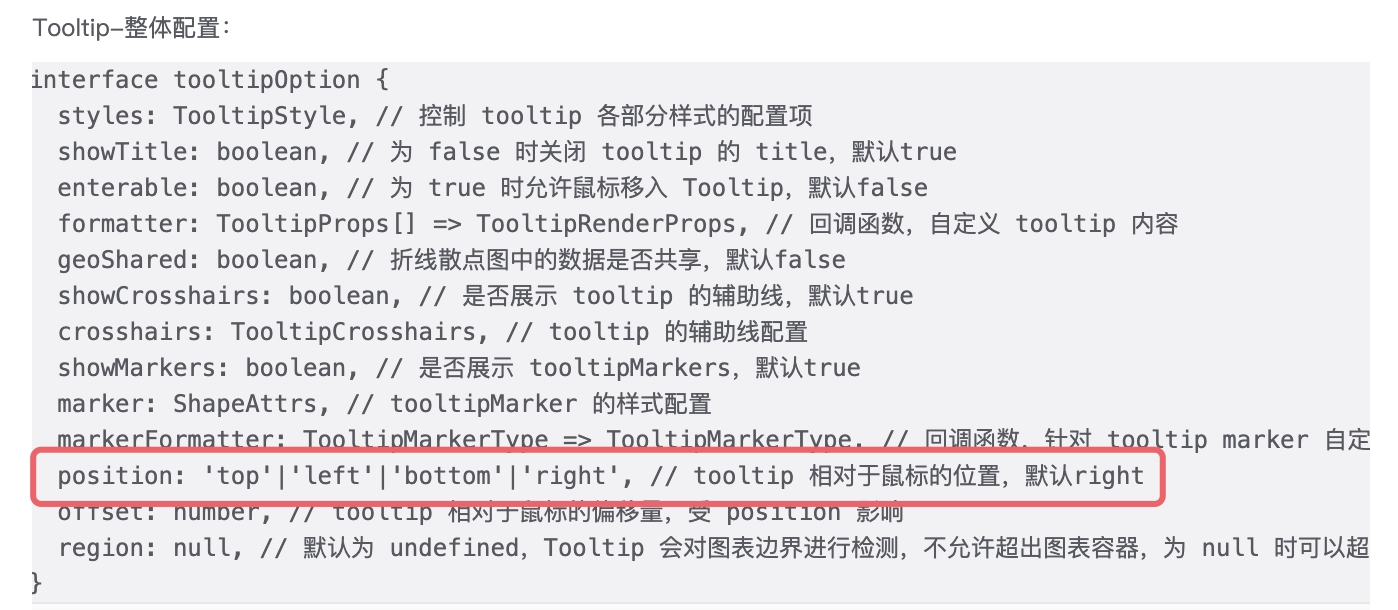 Tooltip-整体配置：
interface tooltipOption {
  styles: TooltipStyle, // 控制 tooltip 各部分样式的配置项
  showTitle: boolean, // 为 false 时关闭 tooltip 的 title，默认true
  enterable: boolean, // 为 true 时允许鼠标移入 Tooltip，默认false
  formatter: TooltipProps[] => TooltipRenderProps, // 回调函数，自定义 tooltip 内容
  geoShared: boolean, // 折线散点图中的数据是否共享，默认false
  showCrosshairs: boolean, // 是否展示 tooltip 的辅助线，默认true
  crosshairs: TooltipCrosshairs, // tooltip 的辅助线配置
  showMarkers: boolean, // 是否展示 tooltipMarkers，默认true
  marker: ShapeAttrs, // tooltipMarker 的样式配置
  markerFormatter: TooltipMarkerType => TooltipMarkerType, // 回调函数，针对 tooltip marker 自定
  position: 'top'|'left'|'bottom'|'right', // tooltip 相对于鼠标的位置，默认right
  offset: number, // tooltip 相对于鼠标的偏移量，受 position 影响
  region: null, // 默认为 undefined，Tooltip 会对图表边界进行检测，不允许超出图表容器，为 null 时可以超
}